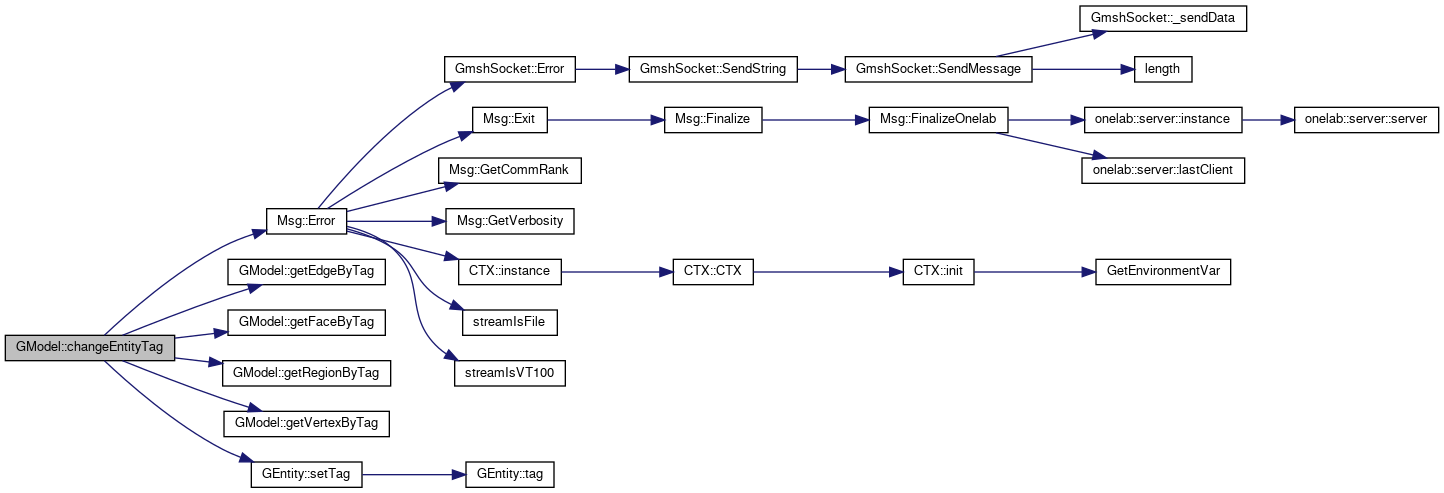 GmshSocket::_sendData
GmshSocket::Error
GmshSocket::SendString
GmshSocket::SendMessage
length
Msg::Exit
Msg::Finalize
Msg::FinalizeOnelab
onelab::server::instance
onelab::server::server
Msg::GetCommRank
onelab::server::lastClient
Msg::Error
Msg::GetVerbosity
GModel::getEdgeByTag
CTX::instance
CTX::CTX
CTX::init
GetEnvironmentVar
GModel::getFaceByTag
streamIsFile
GModel::changeEntityTag
GModel::getRegionByTag
streamIsVT100
GModel::getVertexByTag
GEntity::setTag
GEntity::tag